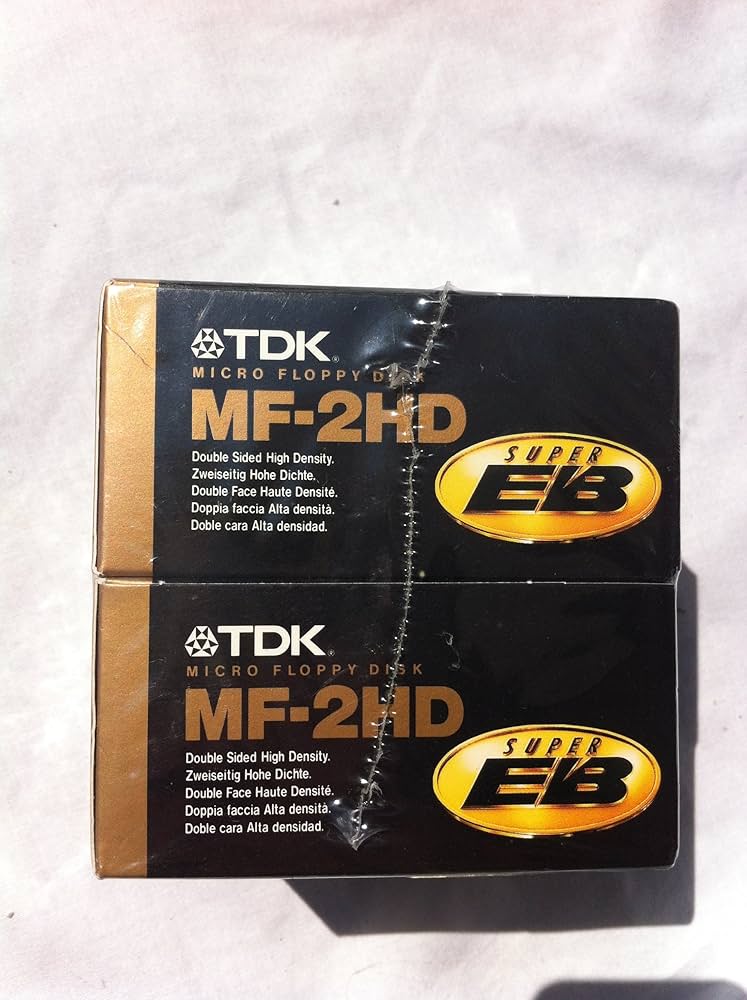 TDK®
MICRO FLOPPY DISK
MF-2HD
Double Sided High Density.
Zweiseitig Hohe Dichte.
Double Face Haute Densité.
Doppia faccia Alta densità.
Doble cara Alta densidad.
SUPER
EB
TDK®
MICRO FLOPPY DISK
MF-2HD
Double Sided High Density.
Zweiseitig Hohe Dichte.
Double Face Haute Densité.
Doppia faccia Alta densità.
Doble cara Alta densidad.
SUPER
EB